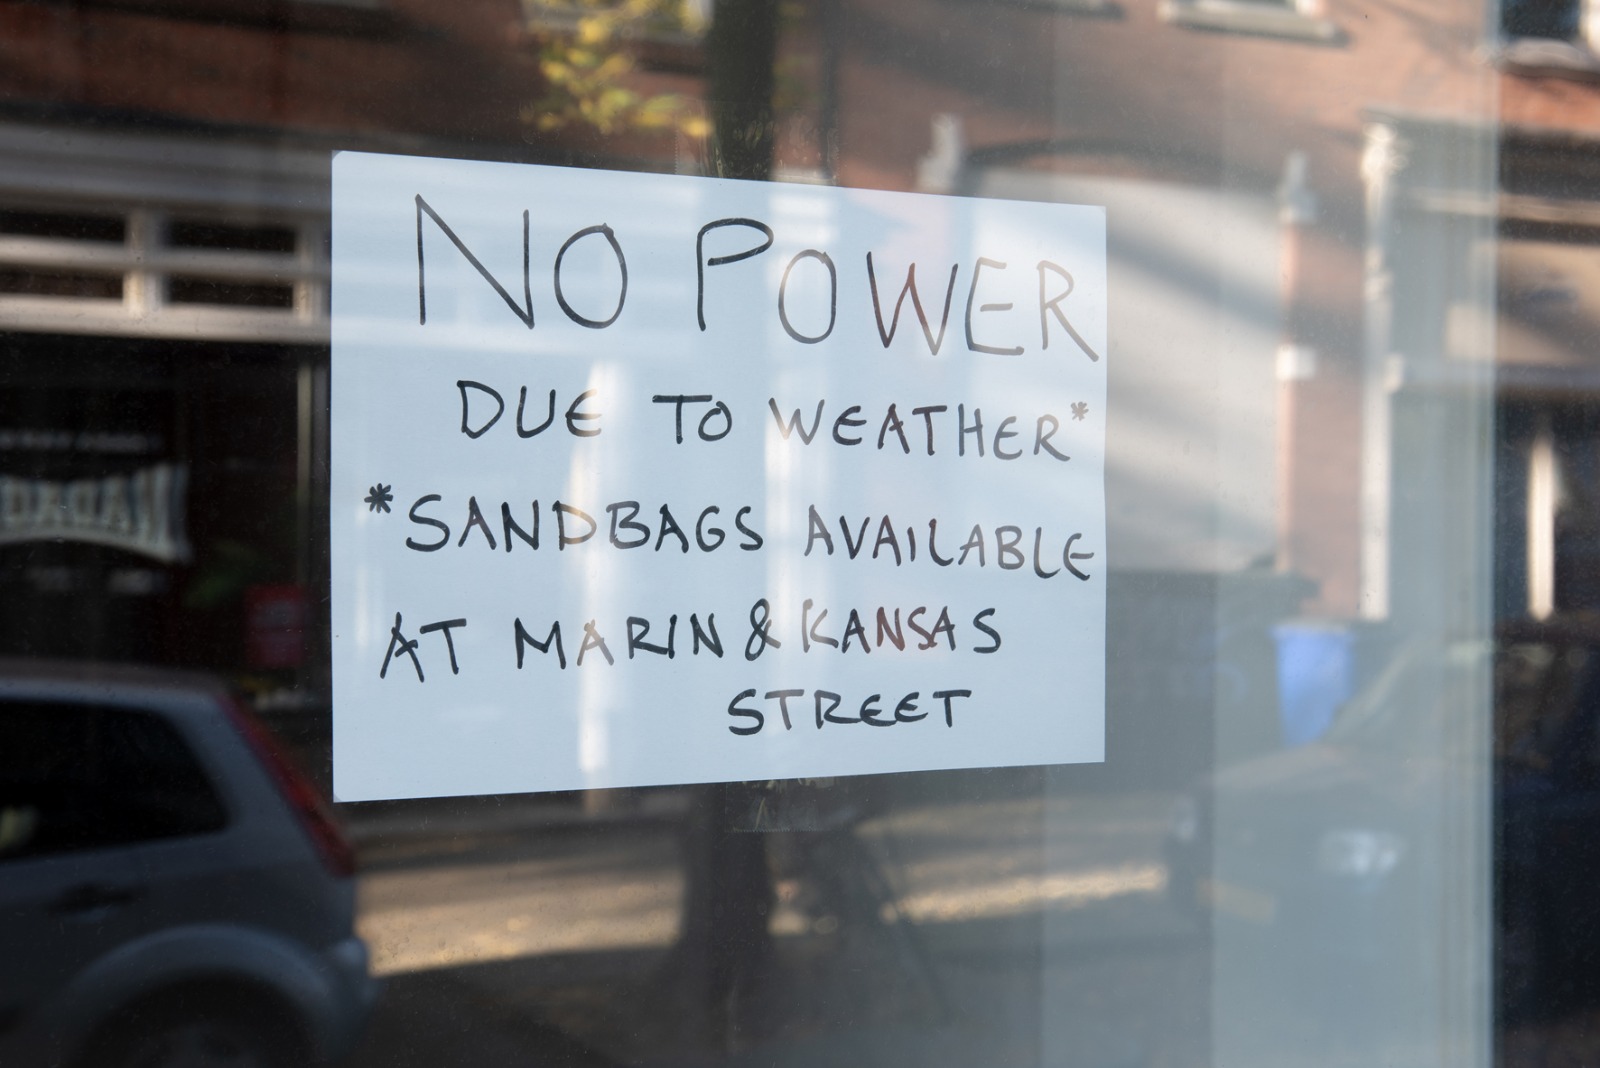 NO POWER
DUE TO WEATHER*
*SANDBAGS AVAILABLE
AT MARIN & KANSAS
STREET